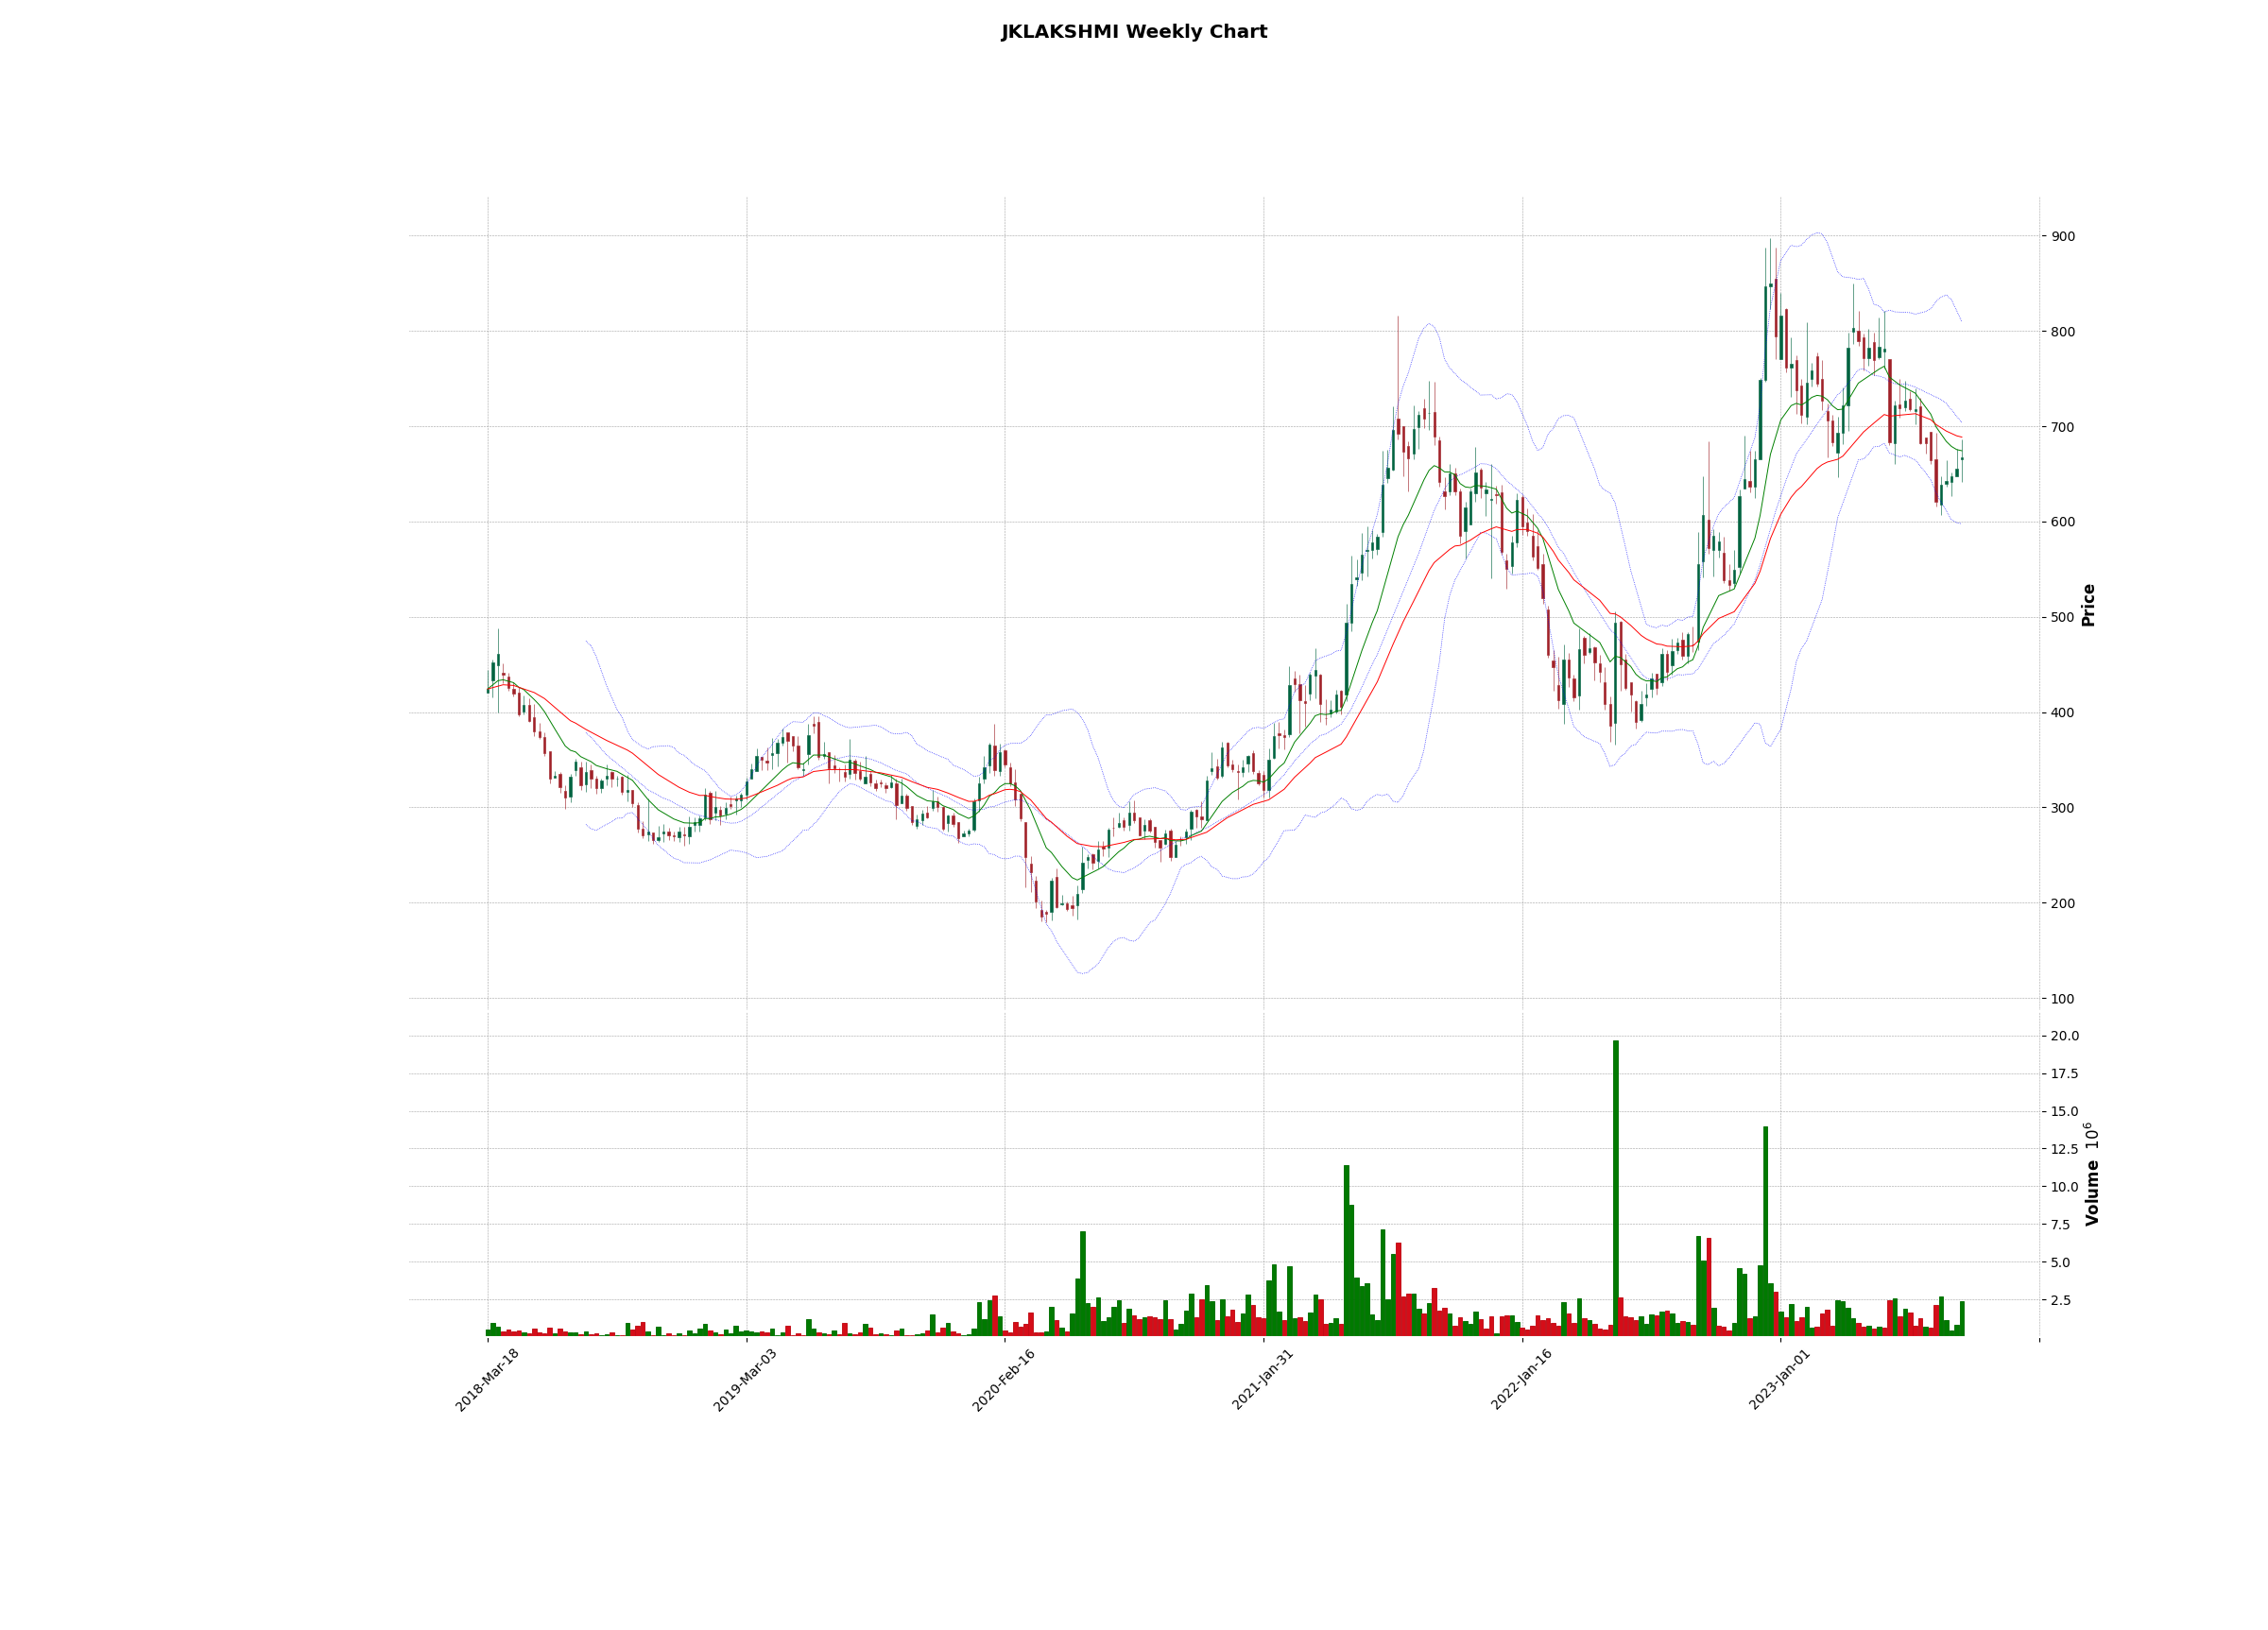 JKLAKSHMI Weekly Chart
900
800
700
600
500
400
300
200
100
Price
20.0
17.5
15.0
12.5
10.0
7.5
5.0
2.5
Volume 10⁶
2018-Mar-18
2019-Mar-03
2020-Feb-16
2021-Jan-31
2022-Jan-16
2023-Jan-01